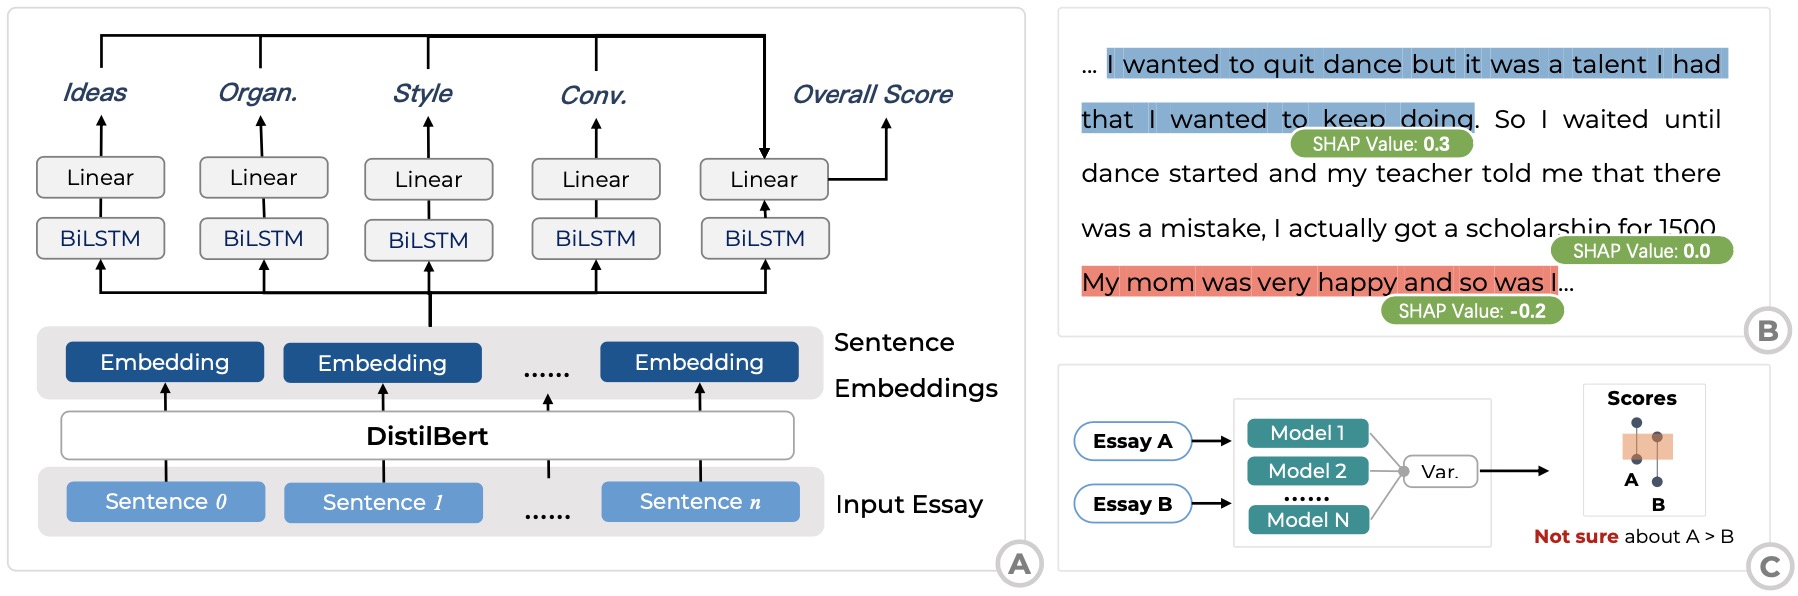 Ideas Organ. Style Conv. Overall Score
Linear Linear Linear Linear Linear
BiLSTM BiLSTM BiLSTM BiLSTM BiLSTM
Embedding Embedding ...... Embedding
Sentence
Embeddings
DistilBert
Sentence 0 Sentence 1 ...... Sentence n
Input Essay
A
... I wanted to quit dance but it was a talent I had
that I wanted to keep doing. So I waited until
SHAP Value: 0.3
dance started and my teacher told me that there
was a mistake, I actually got a scholarship for 1500
SHAP Value: 0.0
My mom was very happy and so was I...
SHAP Value: -0.2
B
Essay A
Essay B
Model 1
Model 2
......
Model N
Var.
Scores
A
B
Not sure about A > B
C